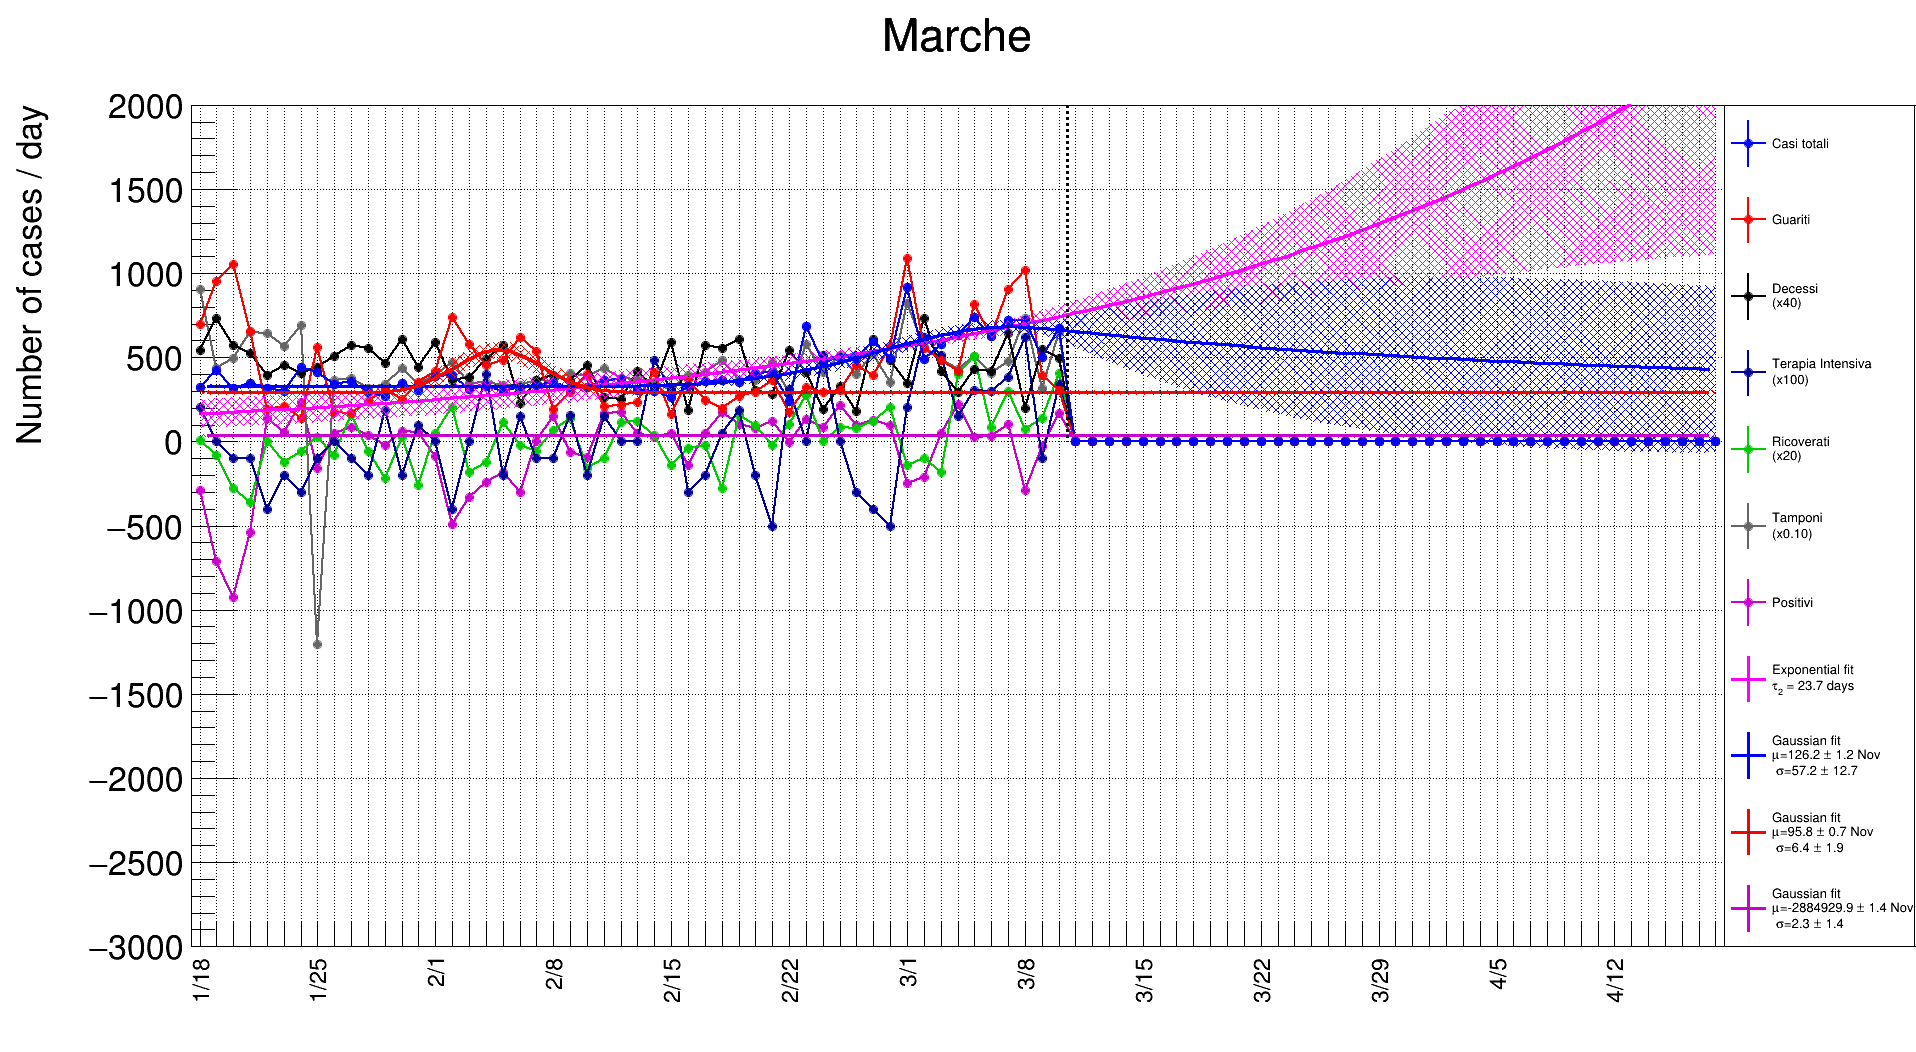 Marche
Number of cases / day
2000
1500
1000
500
0
−500
−1000
−1500
−2000
−2500
−3000
1/18
1/25
2/1
2/8
2/15
2/22
3/1
3/8
3/15
3/22
3/29
4/5
4/12
Casi totali
Guariti
Decessi
(x40)
Terapia Intensiva
(x100)
Ricoverati
(x20)
Tamponi
(x0.10)
Positivi
Exponential fit
τ2 = 23.7 days
Gaussian fit
μ=126.2 ± 1.2 Nov
σ=57.2 ± 12.7
Gaussian fit
μ=95.8 ± 0.7 Nov
σ=6.4 ± 1.9
Gaussian fit
μ=-2884929.9 ± 1.4 Nov
σ=2.3 ± 1.4